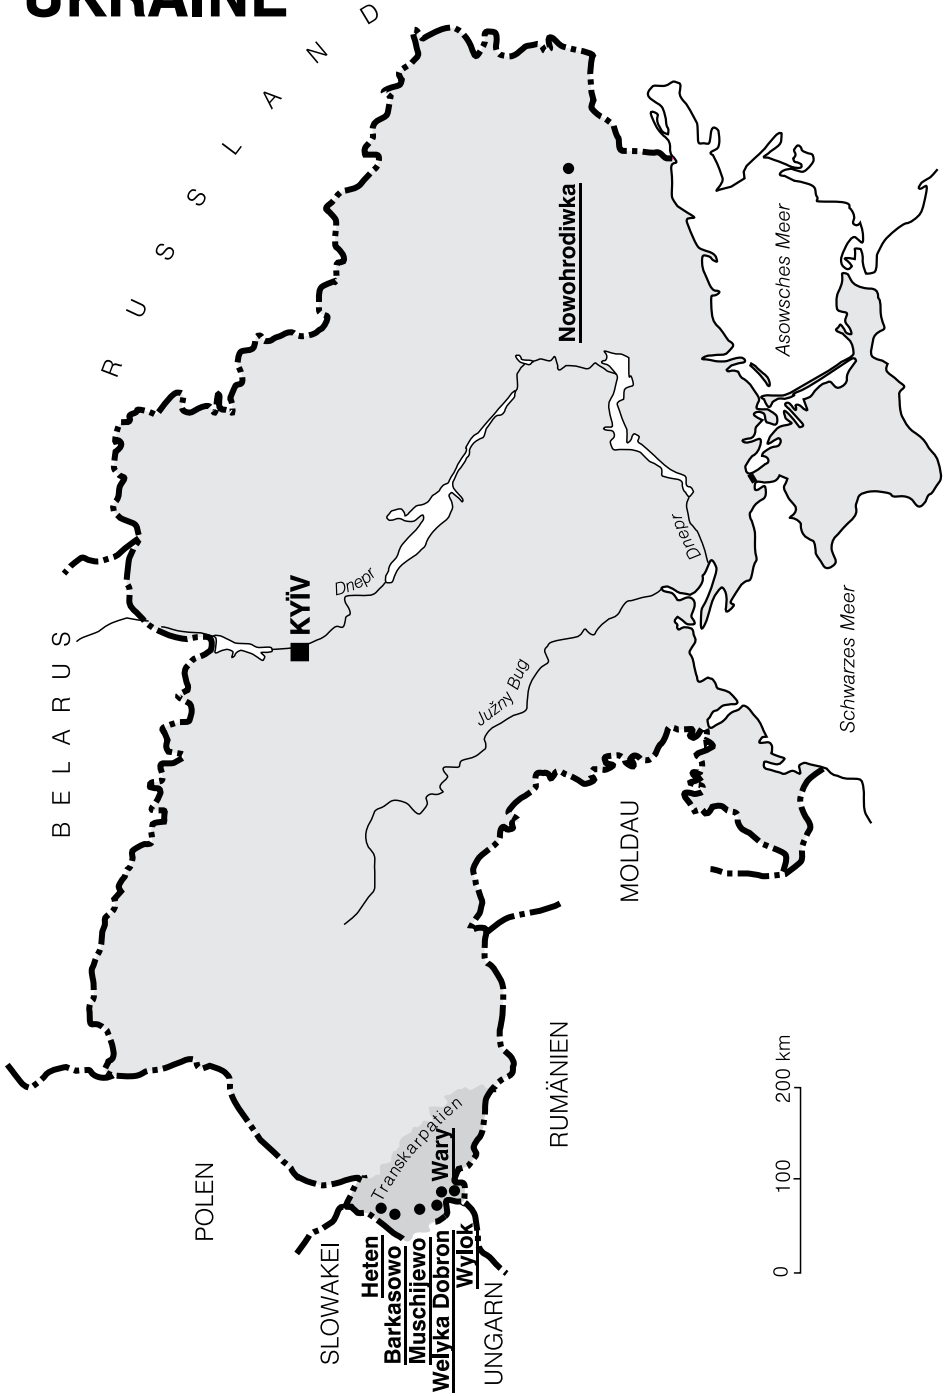 UKRAINE
RUSSLAND
BELARUS
POLEN
SLOWAKEI
UNGARN
RUMÄNIEN
MOLDAU
KYÏV
Dnepr
Dnepr
Južny Bug
Nowohrodiwka
Asowsches Meer
Schwarzes Meer
Transkarpatien
Heten
Barkasowo
Muschijewo
Welyka Dobron
Wary
Wylok
0 100 200 km